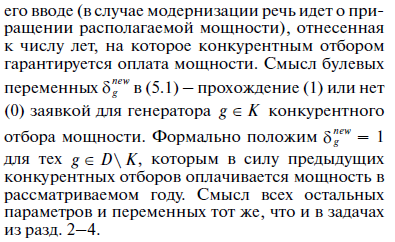 его вводе (в случае модернизации речь идет о при-
ращении располагаемой мощности), отнесенная
к числу лет, на которое конкурентным отбором
гарантируется оплата мощности. Смысл булевых
переменных δ_g^{new} в (5.1) – прохождение (1) или нет
(0) заявкой для генератора g ∈ K конкурентного
отбора мощности. Формально положим δ_g^{new} = 1
для тех g ∈ D\ K, которым в силу предыдущих
конкурентных отборов оплачивается мощность в
рассматриваемом году. Смысл всех остальных
параметров и переменных тот же, что и в задачах
из разд. 2–4.